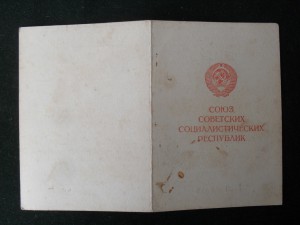 СОЮЗ
СОВЕТСКИХ
СОЦИАЛИСТИЧЕСКИХ
РЕСПУБЛИК